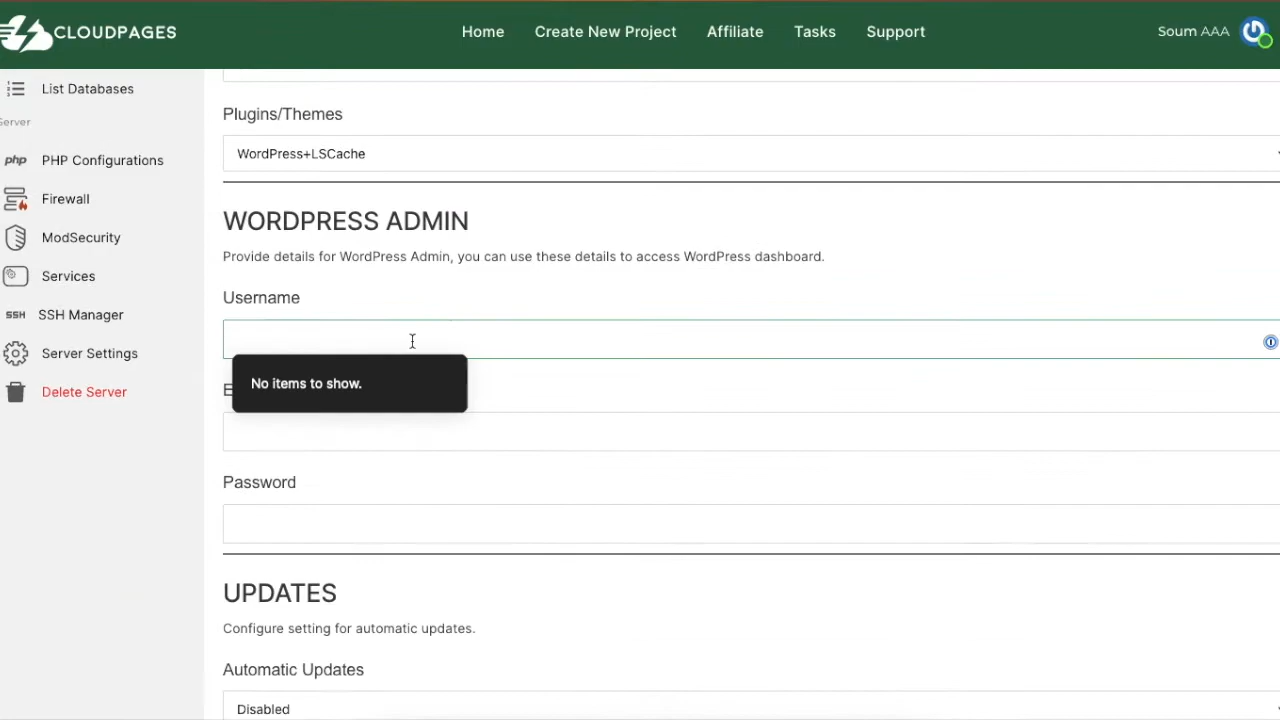 CLOUDPAGES
Home
Create New Project
Affiliate
Tasks
Support
Soum AAA
List Databases
Server
php PHP Configurations
Firewall
ModSecurity
Services
SSH SSH Manager
Server Settings
Delete Server
Plugins/Themes
WordPress+LSCache
WORDPRESS ADMIN
Provide details for WordPress Admin, you can use these details to access WordPress dashboard.
Username
No items to show.
Password
UPDATES
Configure setting for automatic updates.
Automatic Updates
Disabled